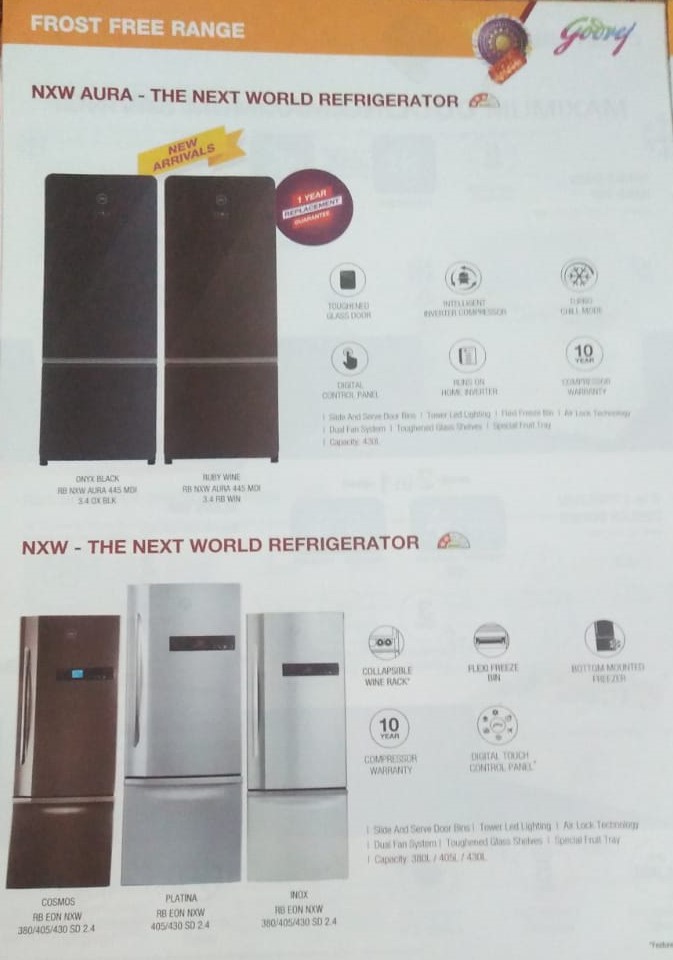 FROST FREE RANGE
Godrej
NXW AURA - THE NEXT WORLD REFRIGERATOR
NEW
ARRIVALS
1 YEAR
REPLACEMENT
GUARANTEE
TOUGHENED
GLASS DOOR
INTELLIGENT
INVERTER COMPRESSOR
TURBO
CHILL MODE
DIGITAL
CONTROL PANEL
RUNS ON
HOME INVERTER
10
YEAR
COMPRESSOR
WARRANTY
| Slide And Serve Door Bins | Tower Led Lighting | Flexi Freeze Bin | Air Lock Technology
| Dual Fan System | Toughened Glass Shelves | Special Fruit Tray
| Capacity: 430L
ONYX BLACK
RB NXW AURA 445 MDI
3.4 OX BLK
RUBY WINE
RB NXW AURA 445 MDI
3.4 RB WIN
NXW - THE NEXT WORLD REFRIGERATOR
COLLAPSIBLE
WINE RACK*
FLEXI FREEZE
BIN
BOTTOM MOUNTED
FREEZER
10
YEAR
COMPRESSOR
WARRANTY
DIGITAL TOUCH
CONTROL PANEL*
| Slide And Serve Door Bins | Tower Led Lighting | Air Lock Technology
| Dual Fan System | Toughened Glass Shelves | Special Fruit Tray
| Capacity: 380L / 405L / 430L
COSMOS
RB EON NXW
380/405/430 SD 2.4
PLATINA
RB EON NXW
405/430 SD 2.4
INOX
RB EON NXW
380/405/430 SD 2.4